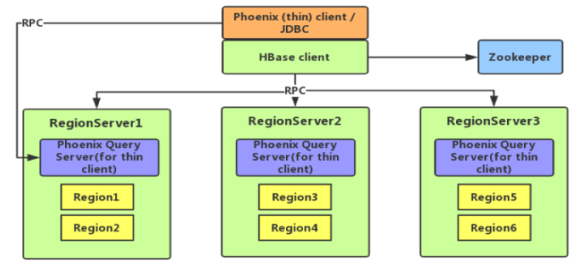 Phoenix (thin) client /
JDBC
RPC
HBase client
Zookeeper
RPC
RegionServer1
Phoenix Query
Server(for thin
client)
Region1
Region2
RegionServer2
Phoenix Query
Server(for thin
client)
Region3
Region4
RegionServer3
Phoenix Query
Server(for thin
client)
Region5
Region6